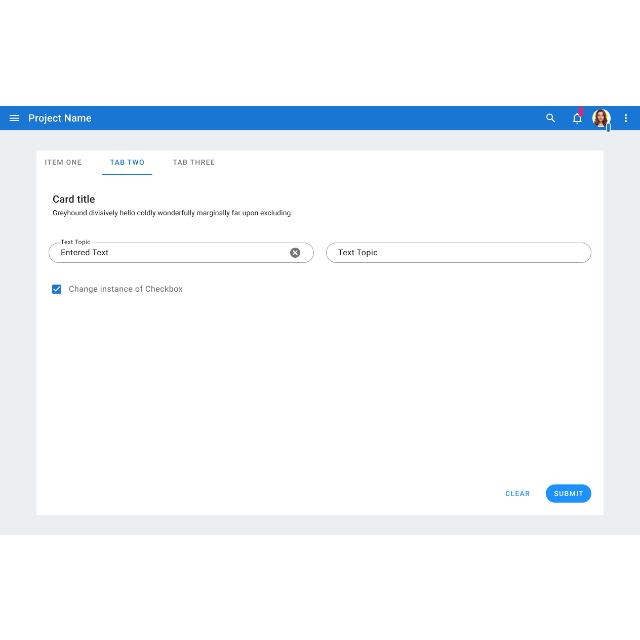 Project Name
ITEM ONE TAB TWO TAB THREE
Card title
Greyhound divisively hello coldly wonderfully marginally far upon excluding
Text Topic
Entered Text Text Topic
Change instance of Checkbox
CLEAR SUBMIT